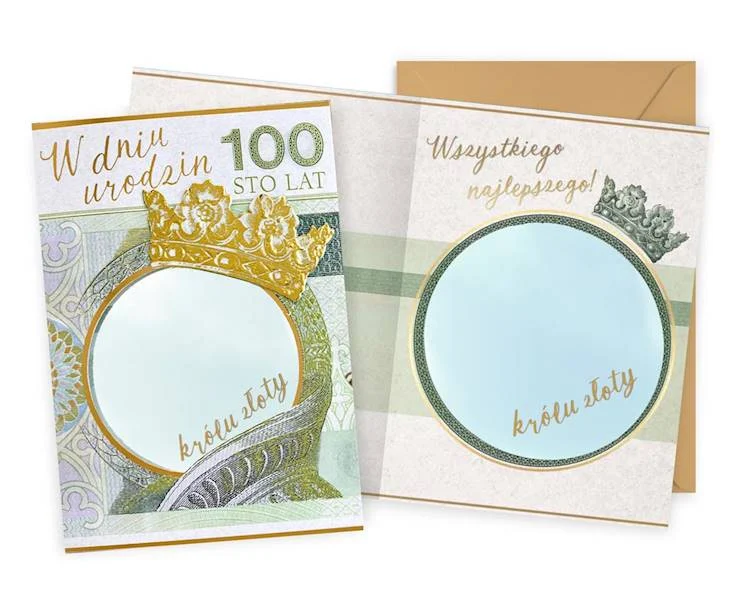 W dniu
urodzin
100
STO LAT
królu złoty
Wszystkiego
najlepszego!
królu złoty